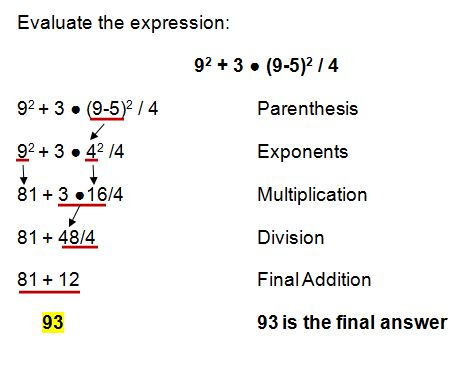 Evaluate the expression:
9² + 3 ● (9-5)² / 4
9² + 3 ● (9-5)² / 4 Parenthesis
9² + 3 ● 4² /4 Exponents
81 + 3 ●16/4 Multiplication
81 + 48/4 Division
81 + 12 Final Addition
93 93 is the final answer